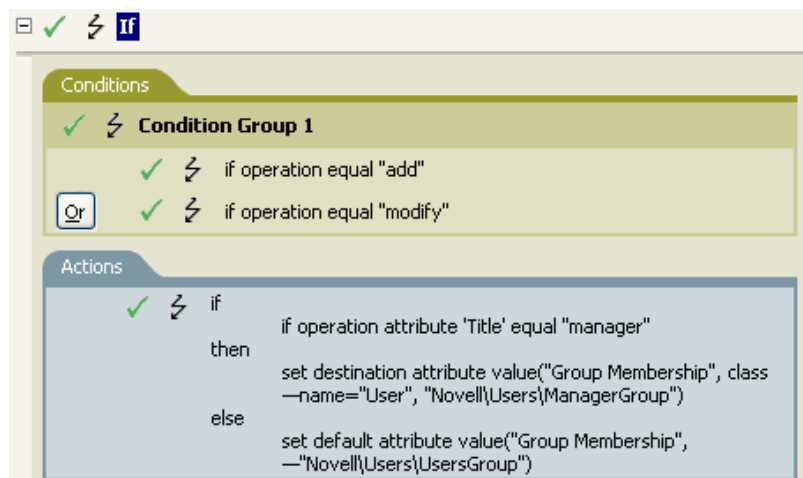 If
Conditions
Condition Group 1
if operation equal "add"
Or if operation equal "modify"
Actions
if
if operation attribute 'Title' equal "manager"
then
set destination attribute value("Group Membership", class
—name="User", "Novell\Users\ManagerGroup")
else
set default attribute value("Group Membership",
—"Novell\Users\UsersGroup")